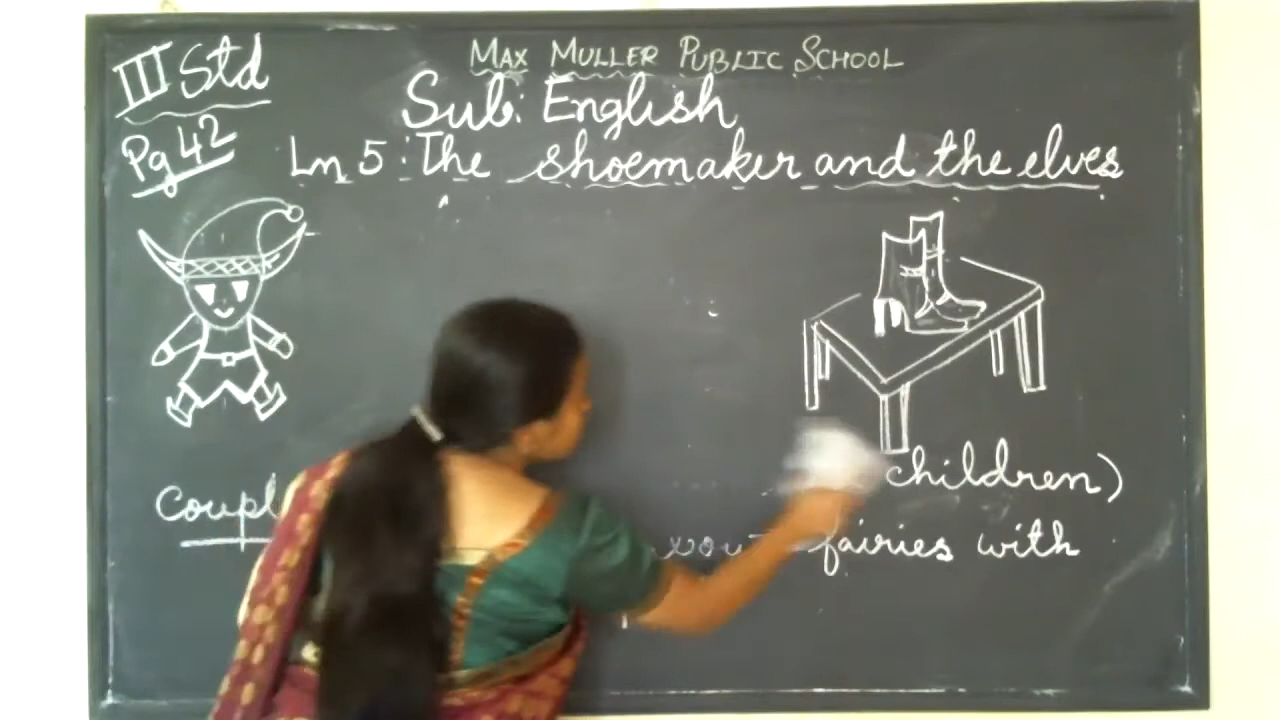 III Std
MAX MULLER PUBLIC SCHOOL
Sub: English
Pg 42
Ln 5: The shoemaker and the elves
children)
fairies with